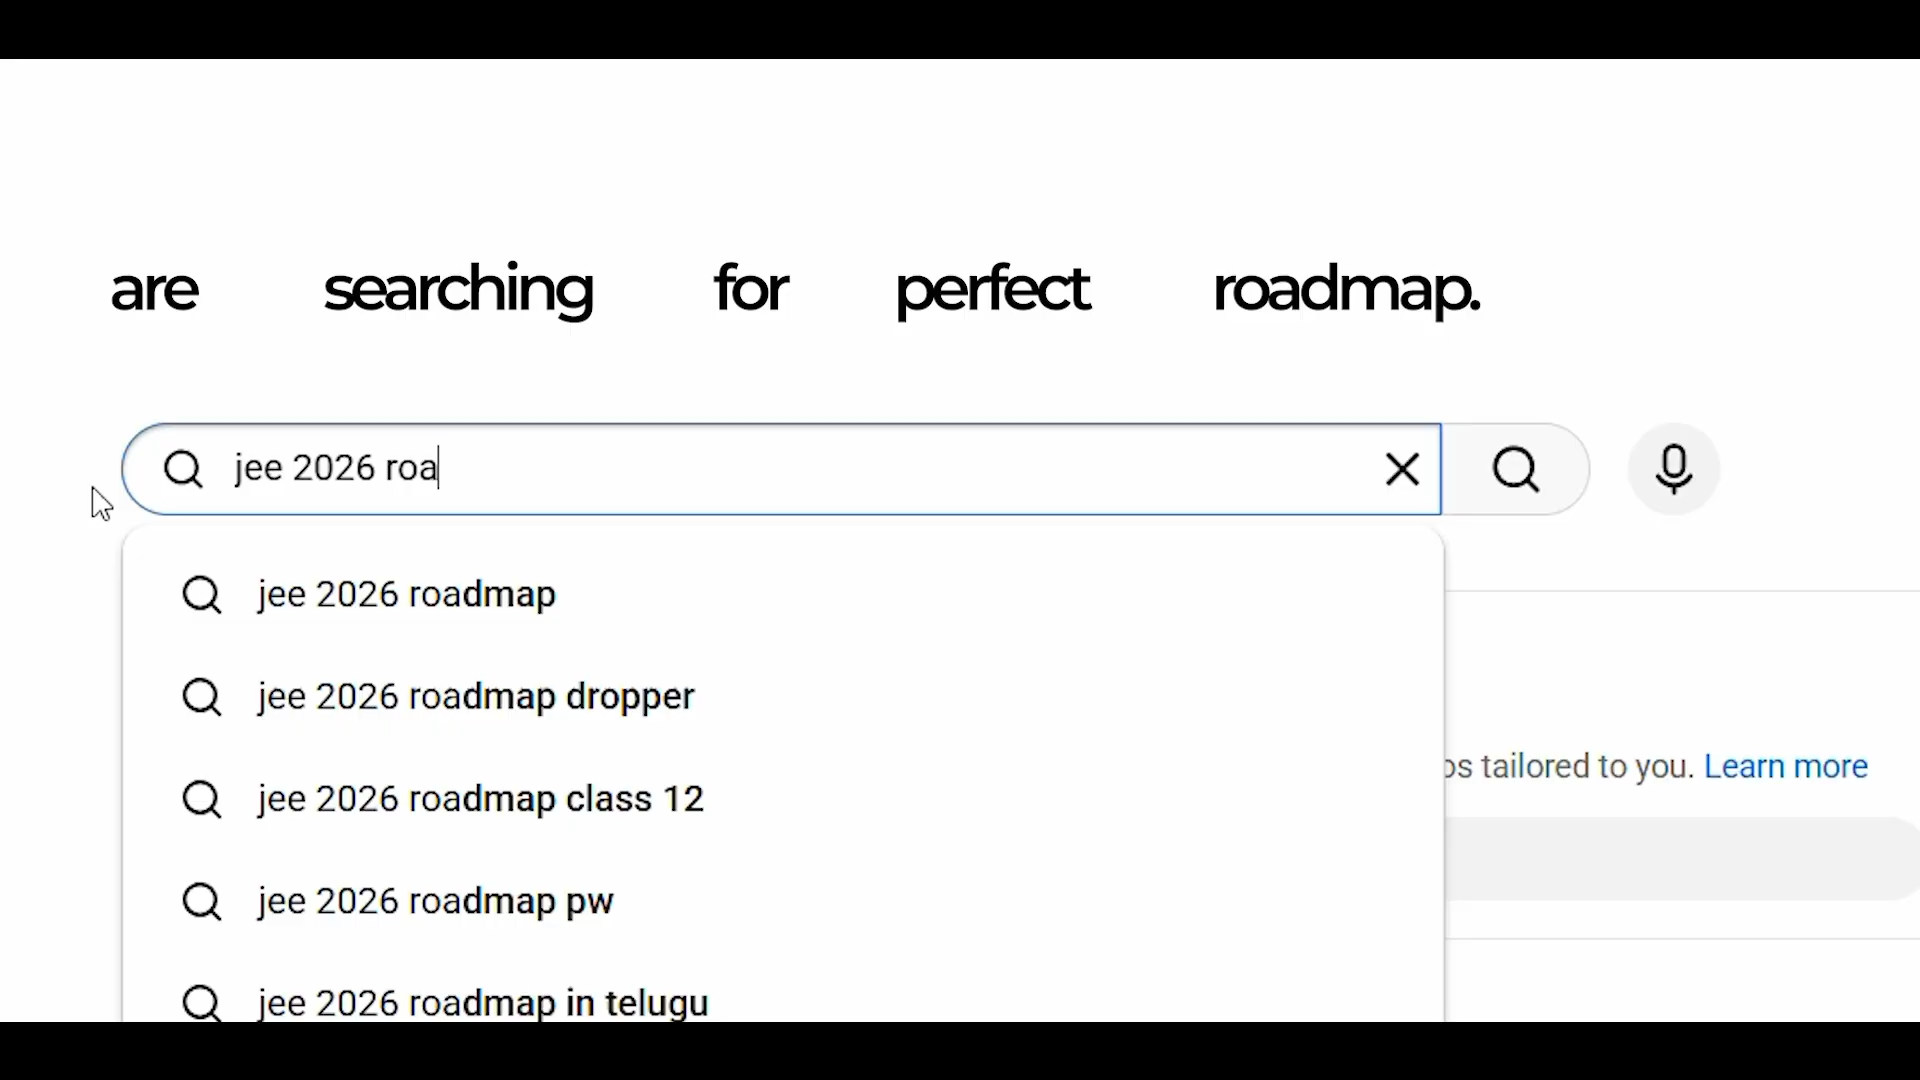 are searching for perfect roadmap.
jee 2026 roa
jee 2026 roadmap
jee 2026 roadmap dropper
tailored to you. Learn more
jee 2026 roadmap class 12
jee 2026 roadmap pw
jee 2026 roadmap in telugu